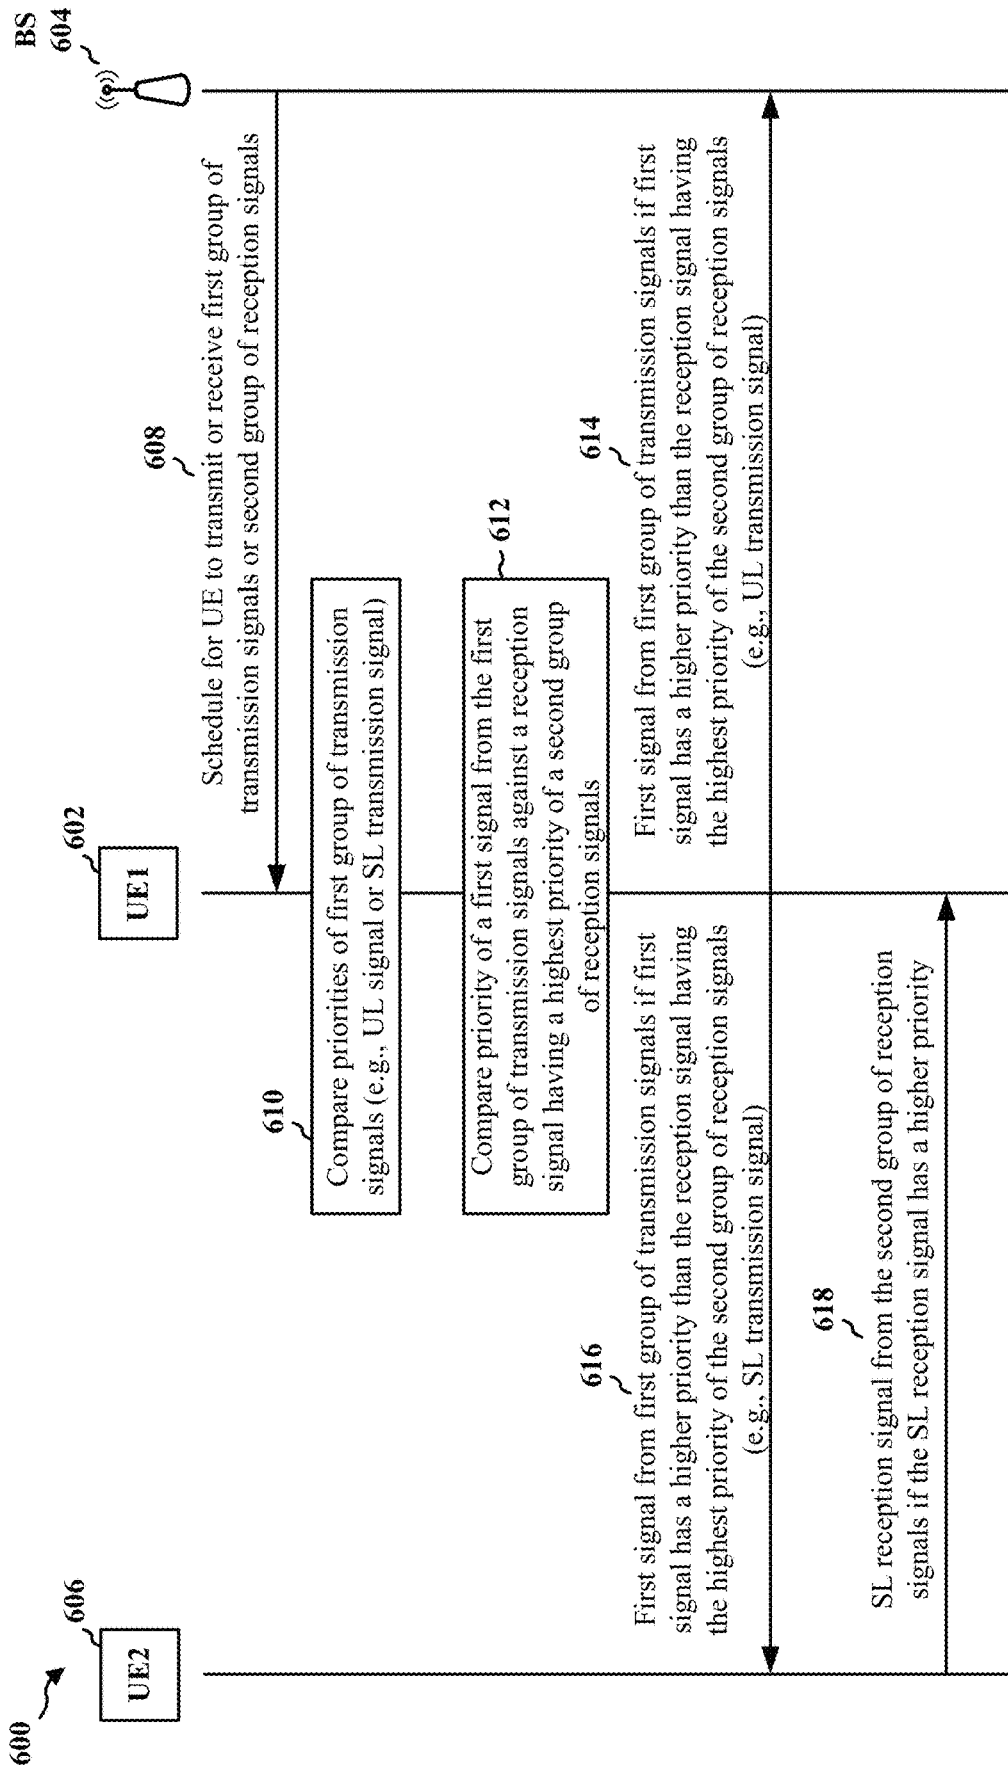 600
UE2
606
UE1
602
BS
604
608
Schedule for UE to transmit or receive first group of
transmission signals or second group of reception signals
610
Compare priorities of first group of transmission
signals (e.g., UL signal or SL transmission signal)
612
Compare priority of a first signal from the first
group of transmission signals against a reception
signal having a highest priority of a second group
of reception signals
616
First signal from first group of transmission signals if first
signal has a higher priority than the reception signal having
the highest priority of the second group of reception signals
(e.g., SL transmission signal)
614
First signal from first group of transmission signals if first
signal has a higher priority than the reception signal having
the highest priority of the second group of reception signals
(e.g., UL transmission signal)
618
SL reception signal from the second group of reception
signals if the SL reception signal has a higher priority